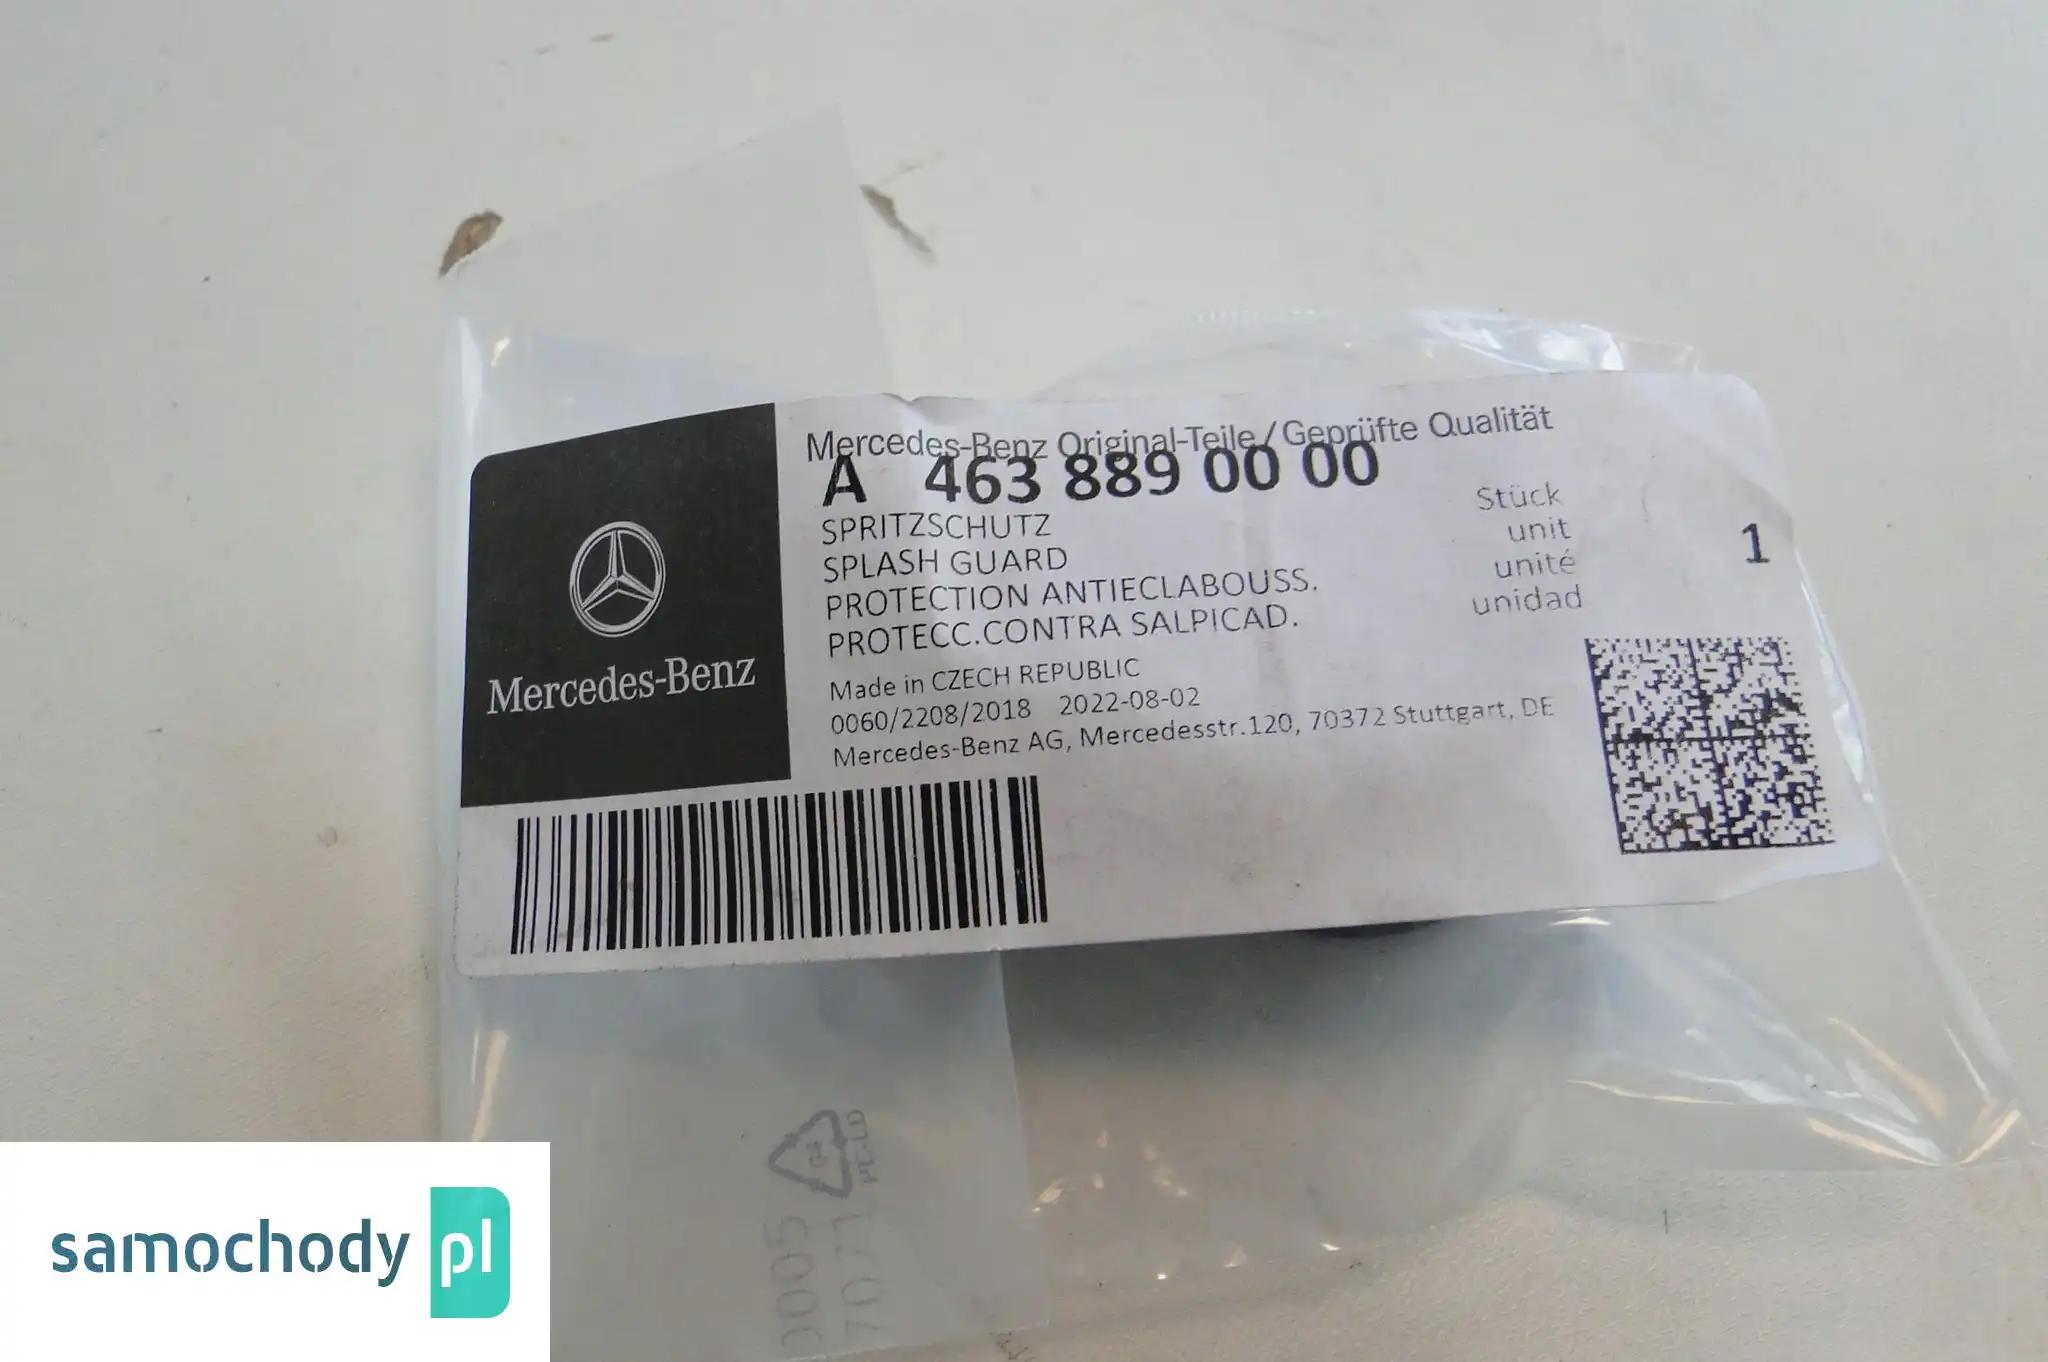 Mercedes-Benz Original-Teile/Geprüfte Qualität
A 463 889 00 00
SPRITZSCHUTZ
SPLASH GUARD
PROTECTION ANTIECLABOUSS.
PROTECC.CONTRA SALPICAD.
Stück
unit
unité
unidad
1
Made in CZECH REPUBLIC
0060/2208/2018 2022-08-02
Mercedes-Benz AG, Mercedesstr.120, 70372 Stuttgart, DE
Mercedes-Benz
PE-LD
samochody pl